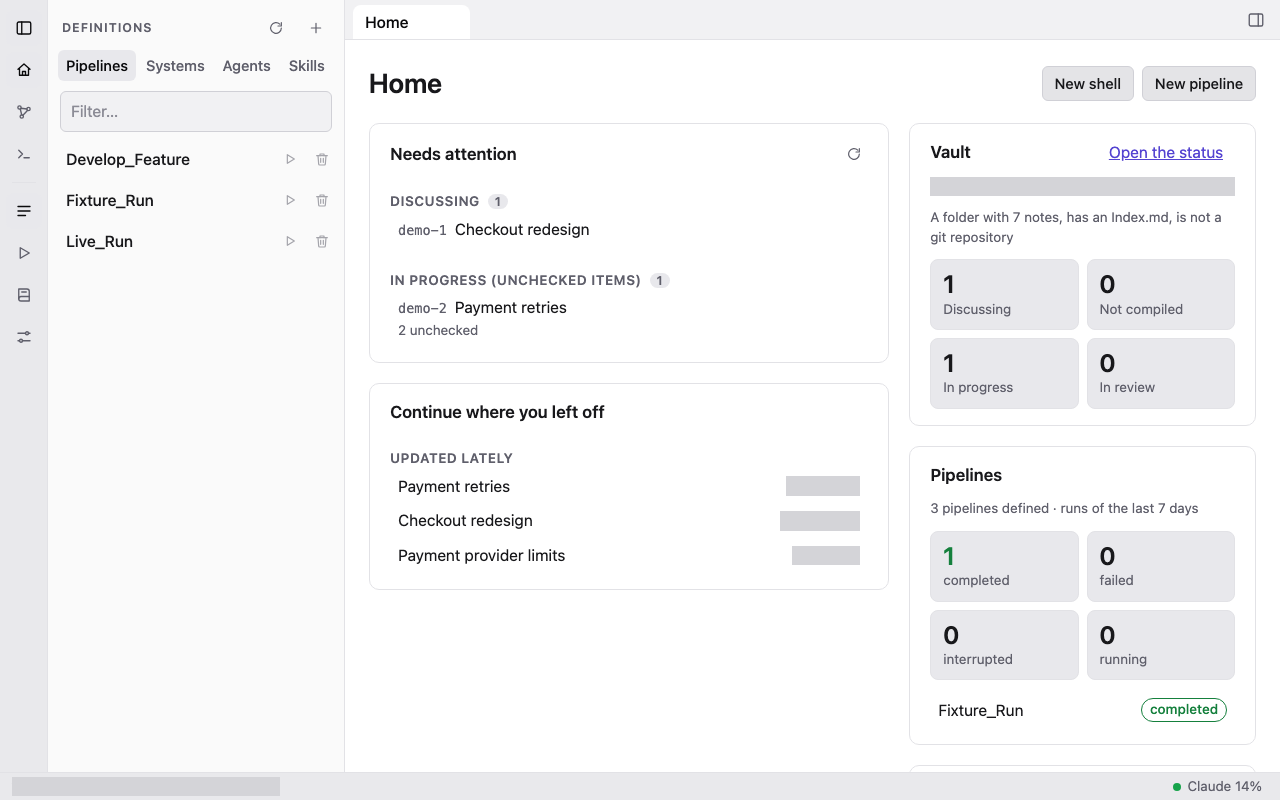 DEFINITIONS
Pipelines Systems Agents Skills
Filter...
Develop_Feature
Fixture_Run
Live_Run
Home
Home
New shell
New pipeline
Needs attention
DISCUSSING 1
demo-1 Checkout redesign
IN PROGRESS (UNCHECKED ITEMS) 1
demo-2 Payment retries
2 unchecked
Continue where you left off
UPDATED LATELY
Payment retries
Checkout redesign
Payment provider limits
Vault
Open the status
A folder with 7 notes, has an Index.md, is not a
git repository
1
Discussing
0
Not compiled
1
In progress
0
In review
Pipelines
3 pipelines defined · runs of the last 7 days
1
completed
0
failed
0
interrupted
0
running
Fixture_Run
completed
Claude 14%